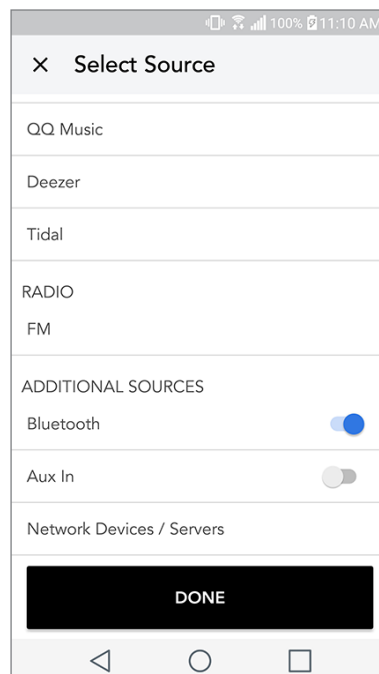 100% 11:10 AM
Select Source
QQ Music
Deezer
Tidal
RADIO
FM
ADDITIONAL SOURCES
Bluetooth
Aux In
Network Devices / Servers
DONE